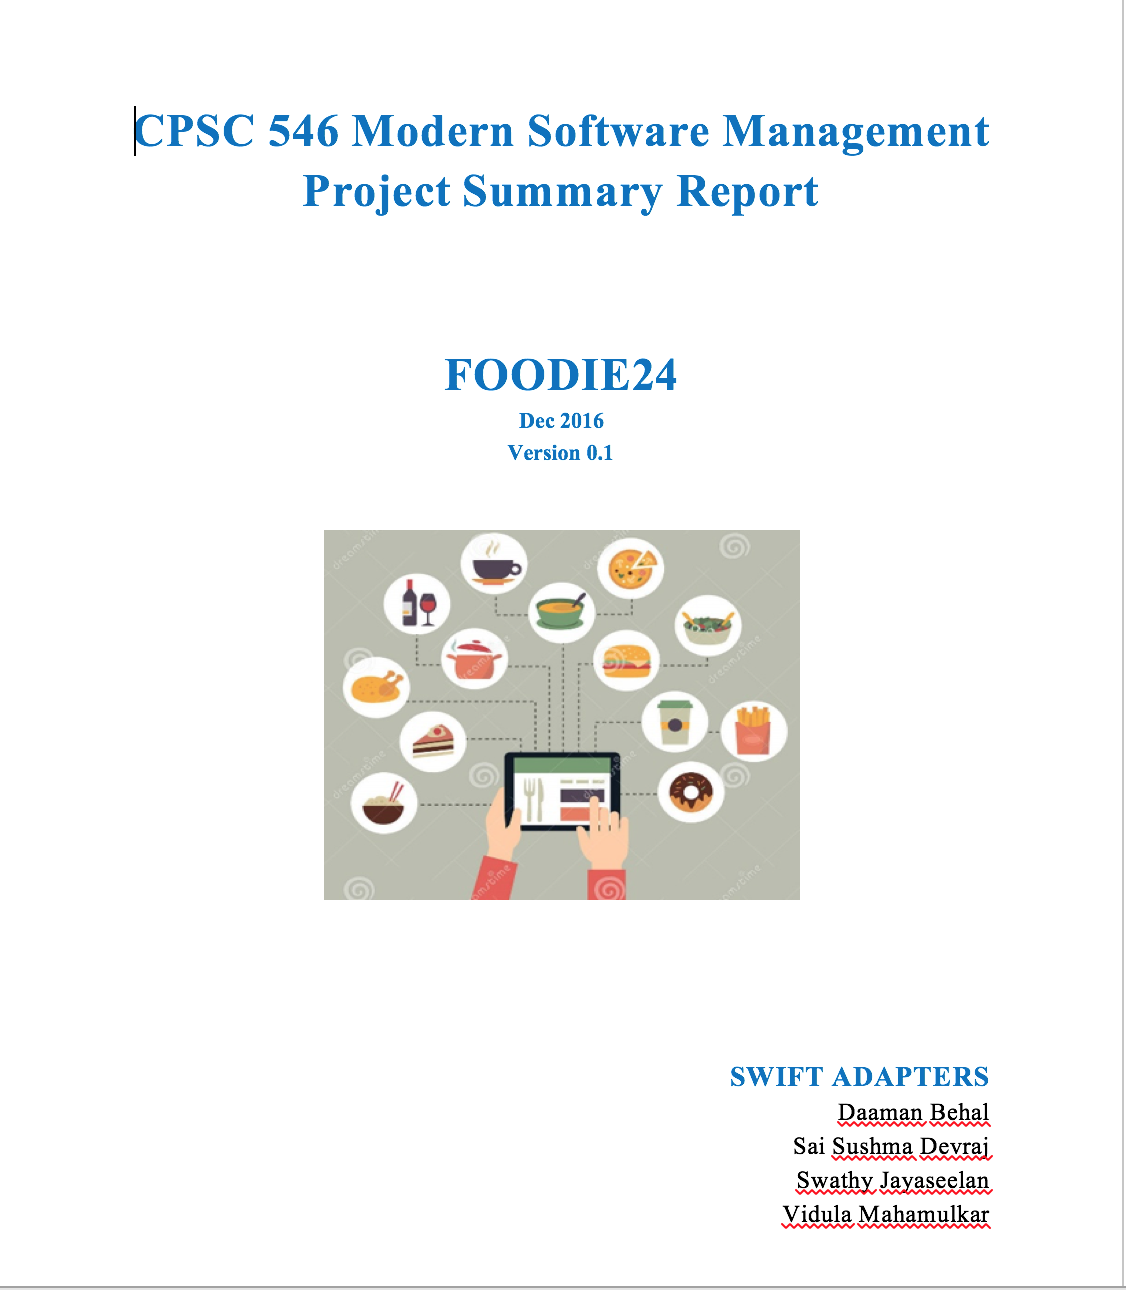 CPSC 546 Modern Software Management
Project Summary Report
FOODIE24
Dec 2016
Version 0.1
dreamstime
SWIFT ADAPTERS
Daaman Behal
Sai Sushma Devraj
Swathy Jayaseelan
Vidula Mahamulkar